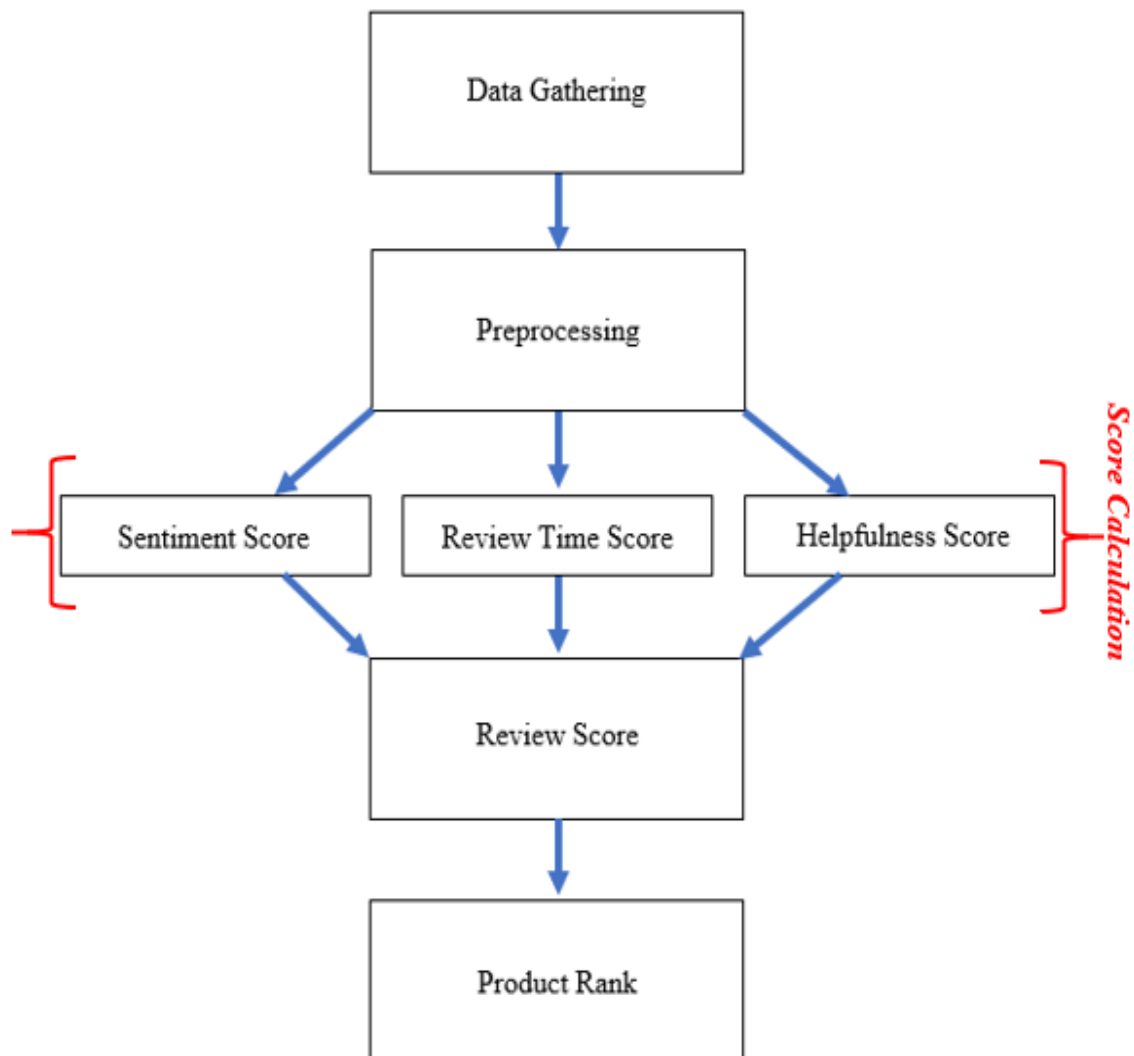 Data Gathering
Preprocessing
Sentiment Score
Review Time Score
Helpfulness Score
Score Calculation
Review Score
Product Rank